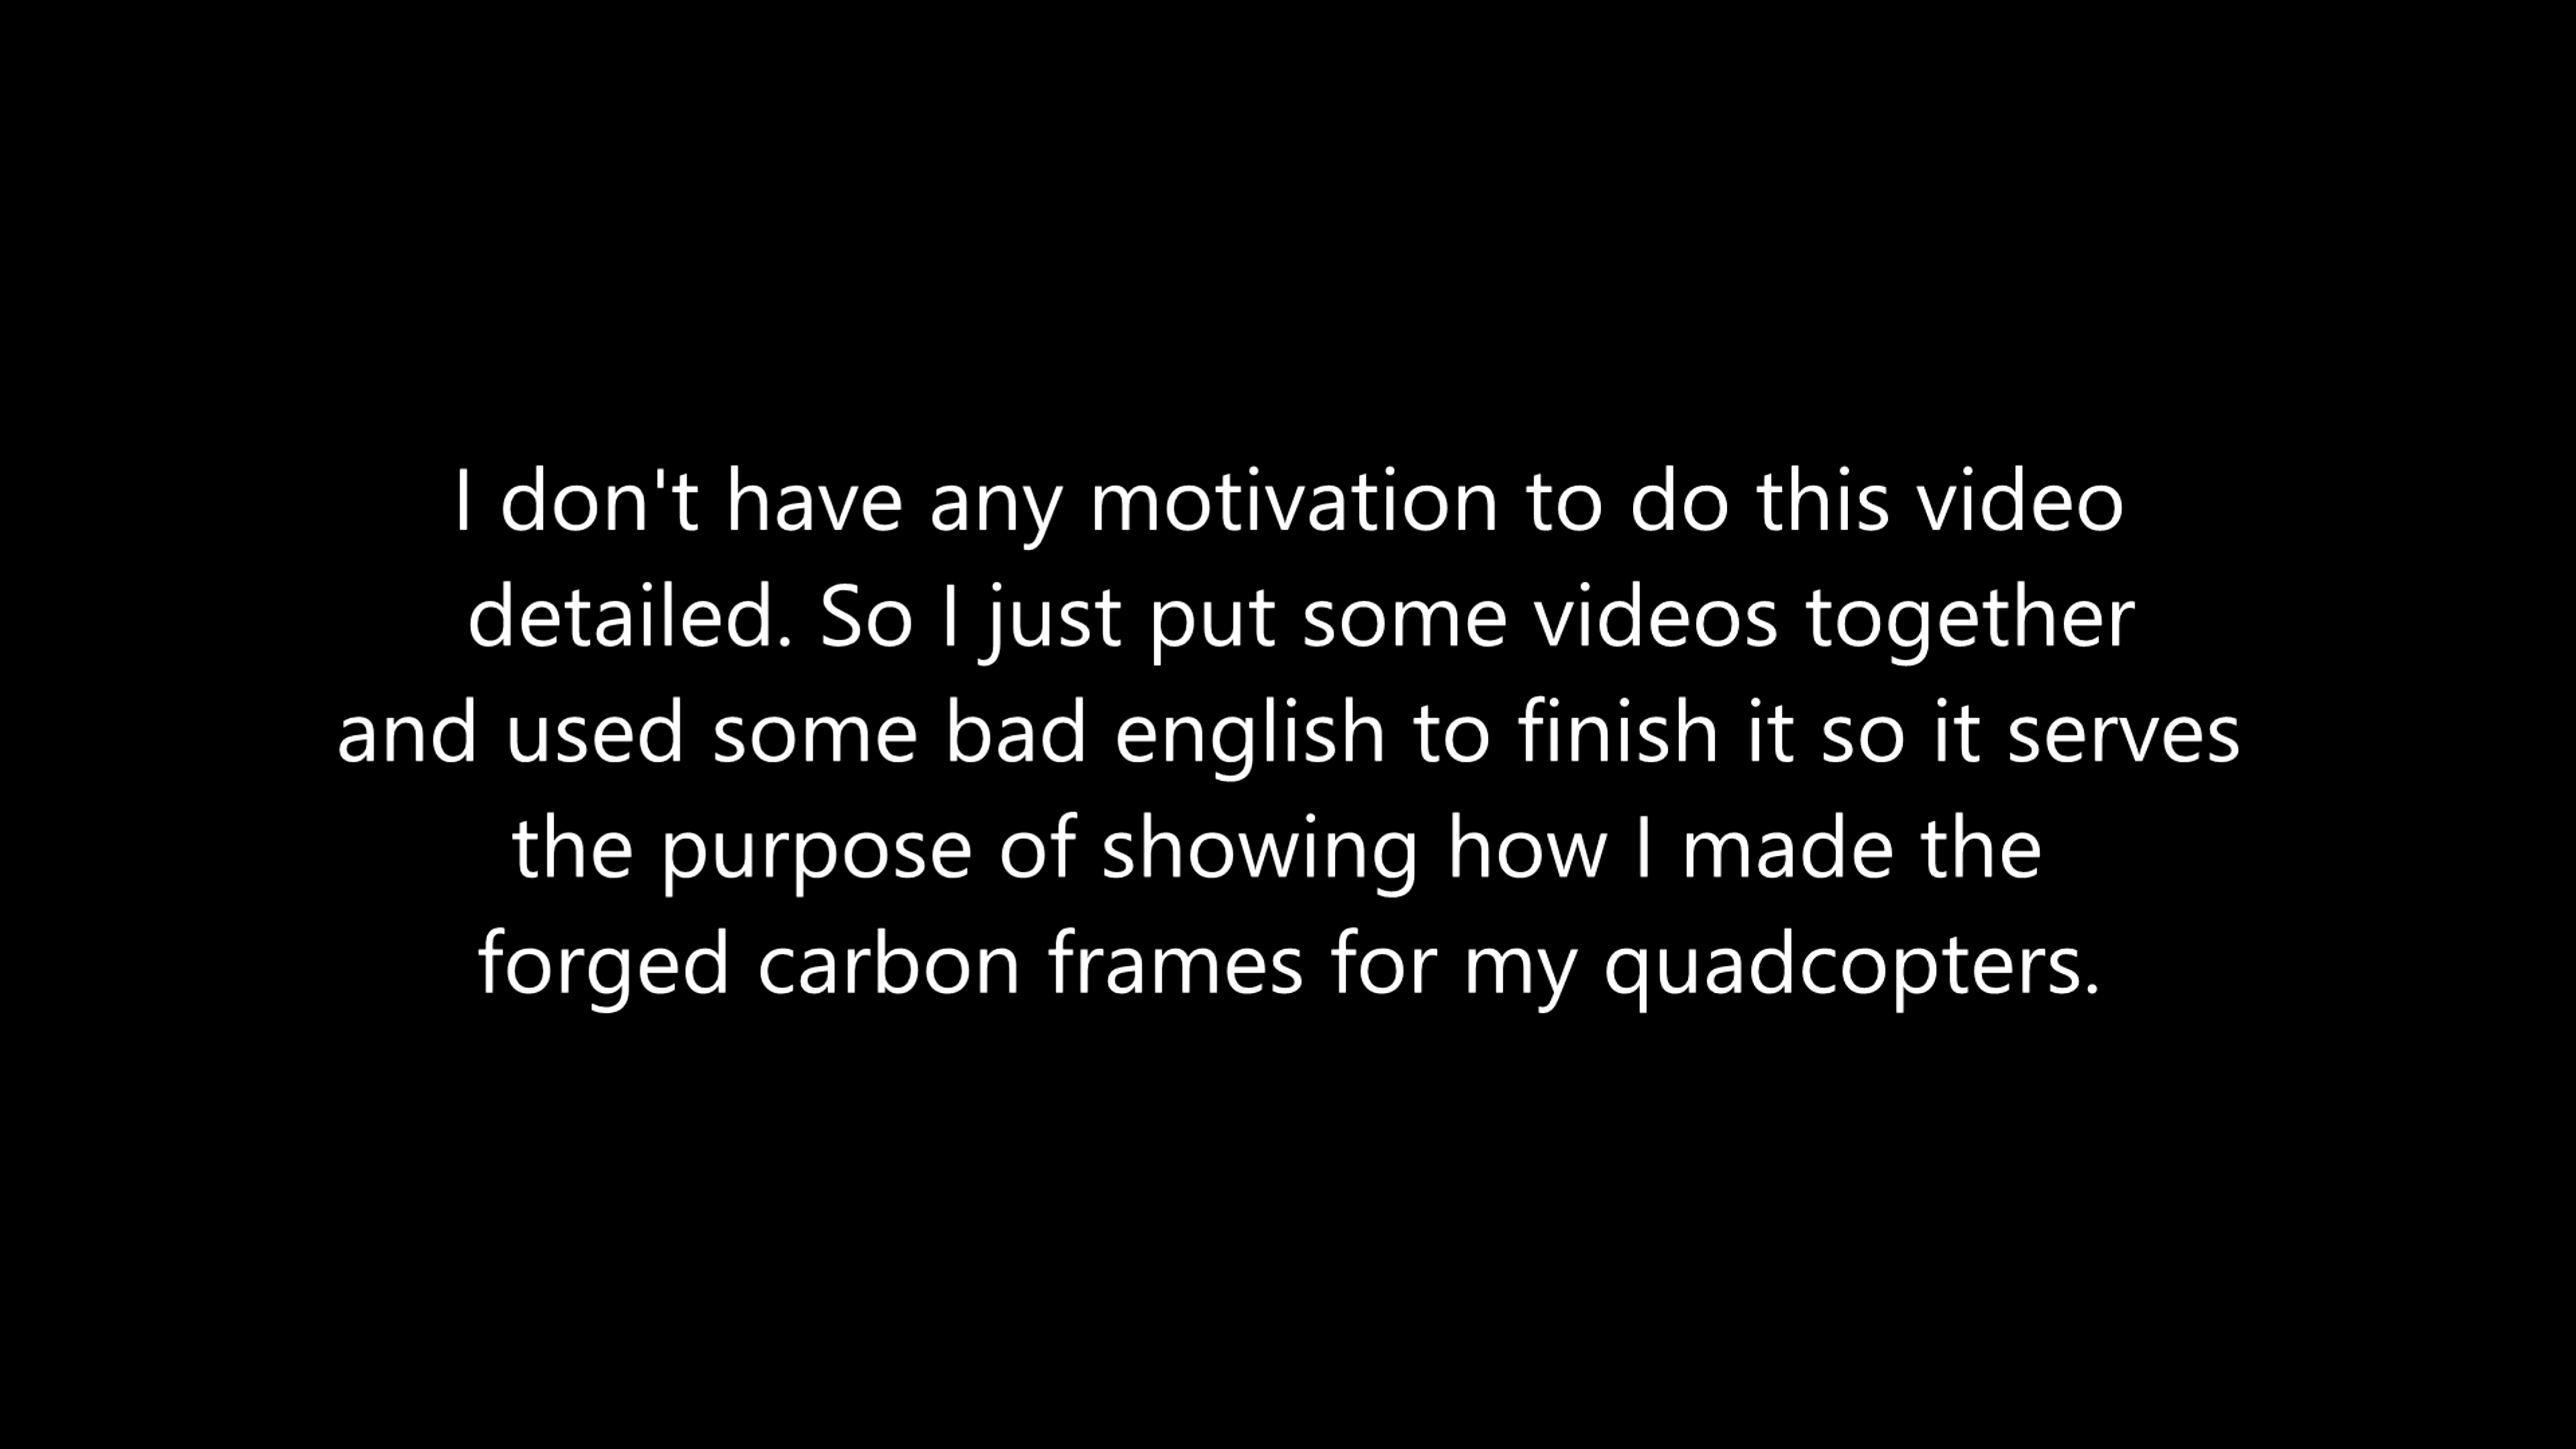 I don't have any motivation to do this video
detailed. So I just put some videos together
and used some bad english to finish it so it serves
the purpose of showing how I made the
forged carbon frames for my quadcopters.